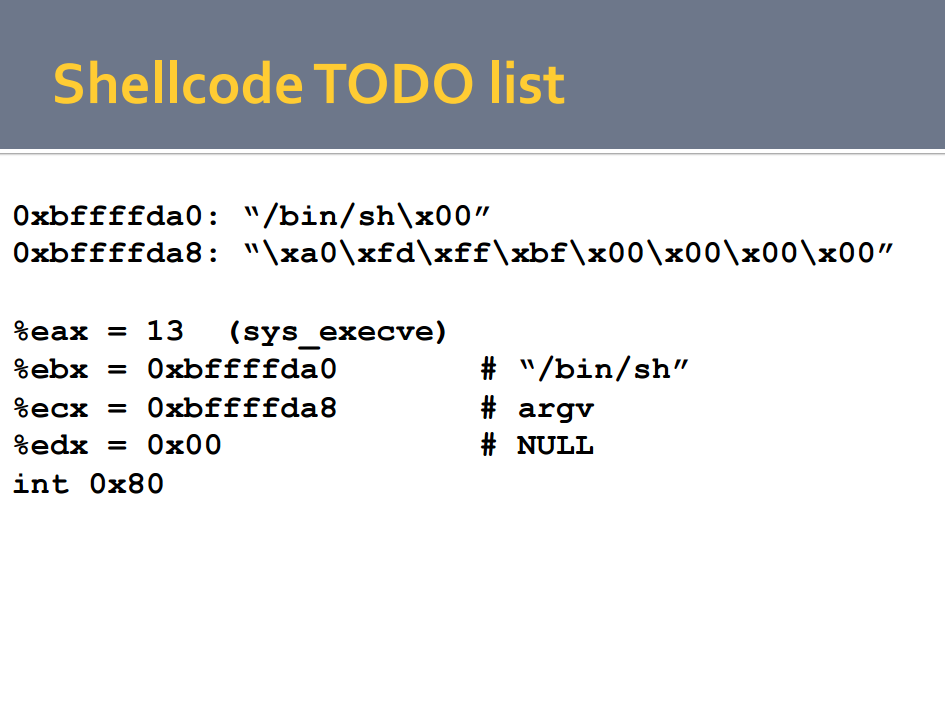 Shellcode TODO list
0xbffffda0: “/bin/sh\x00”
0xbffffda8: “\xa0\xfd\xff\xbf\x00\x00\x00\x00”
%eax = 13 (sys_execve)
%ebx = 0xbffffda0 # “/bin/sh”
%ecx = 0xbffffda8 # argv
%edx = 0x00 # NULL
int 0x80